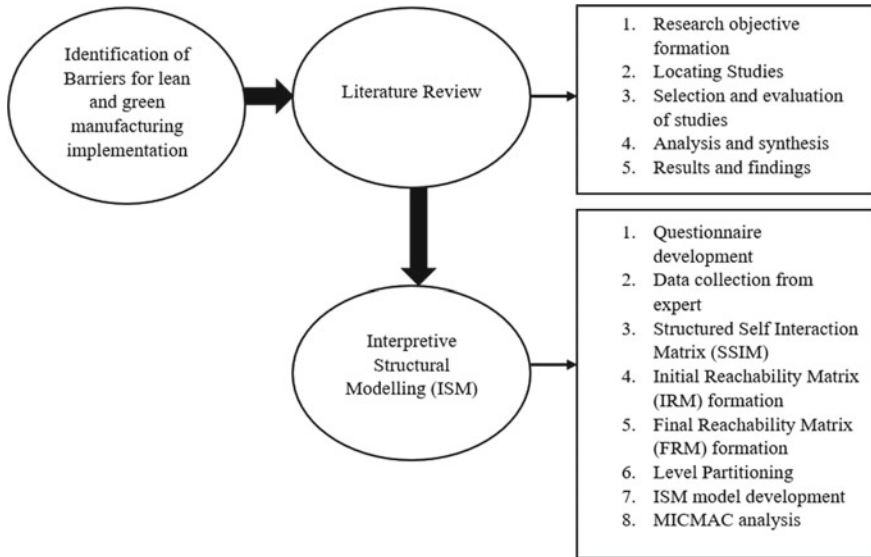 Identification of
Barriers for lean
and green
manufacturing
implementation
Literature Review
1. Research objective
formation
2. Locating Studies
3. Selection and evaluation
of studies
4. Analysis and synthesis
5. Results and findings
Interpretive
Structural
Modelling (ISM)
1. Questionnaire
development
2. Data collection from
expert
3. Structured Self Interaction
Matrix (SSIM)
4. Initial Reachability Matrix
(IRM) formation
5. Final Reachability Matrix
(FRM) formation
6. Level Partitioning
7. ISM model development
8. MICMAC analysis